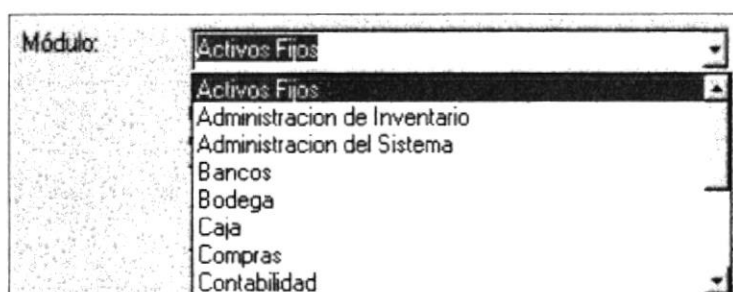 Módulo: Activos Fijos
Activos Fijos
Administracion de Inventario
Administracion del Sistema
Bancos
Bodega
Caja
Compras
Contabilidad